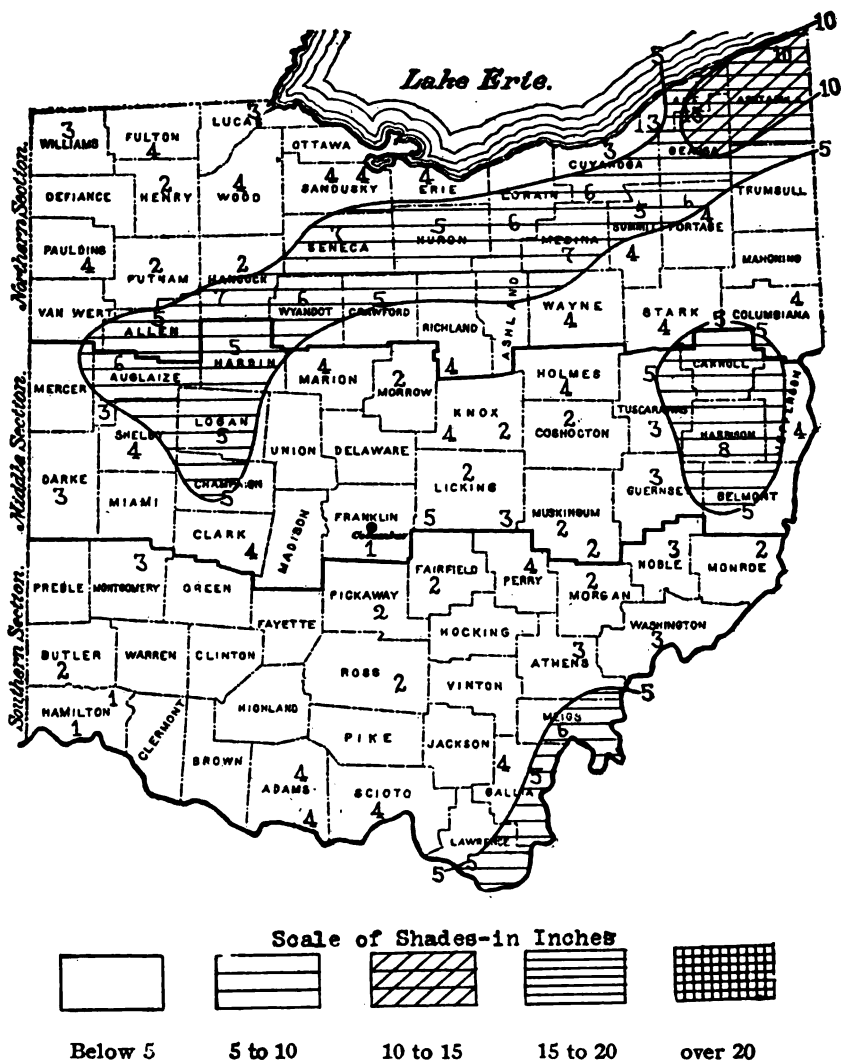 10
Lake Erie.
5
10
10
LUCAS
LAKE
13
ASHTABULA
3
WILLIAMS
FULTON
4
OTTAWA
3
CUYAHOGA
GEAUGA
5
DEFIANCE
2
HENRY
4
WOOD
4
4
SANDUSKY
4
ERIE
LORAIN
6
5
6
TRUMBULL
PAULDING
4
7
SENECA
5
HURON
6
MEDINA
7
SUMMIT
4
PORTAGE
4
MAHONING
2
PUTNAM
2
HANCOCK
7
VAN WERT
5
ALLEN
6
WYANDOT
5
CRAWFORD
RICHLAND
4
ASHLAND
WAYNE
4
STARK
4
5
4
COLUMBIANA
5
MERCER
6
AUGLAIZE
3
5
HARDIN
4
MARION
2
MORROW
HOLMES
4
5
CARROLL
JEFFERSON
4
SHELBY
4
LOGAN
5
UNION
DELAWARE
KNOX
4
2
2
COSHOCTON
TUSCARAWAS
3
HARRISON
8
DARKE
3
MIAMI
CHAMPAIGN
5
2
LICKING
5
3
3
GUERNSEY
BELMONT
5
CLARK
4
MADISON
FRANKLIN
Columbus
1
MUSKINGUM
2
2
PREBLE
3
MONTGOMERY
GREEN
FAYETTE
PICKAWAY
2
FAIRFIELD
2
4
PERRY
2
MORGAN
3
NOBLE
2
MONROE
HOCKING
WASHINGTON
3
BUTLER
2
WARREN
CLINTON
ROSS
2
VINTON
3
ATHENS
5
HAMILTON
1
1
CLERMONT
HIGHLAND
PIKE
JACKSON
MEIGS
6
BROWN
4
ADAMS
4
SCIOTO
4
4
5
GALLIA
LAWRENCE
5
Northern Section.
Middle Section.
Southern Section.
Scale of Shades-in Inches
Below 5
5 to 10
10 to 15
15 to 20
over 20